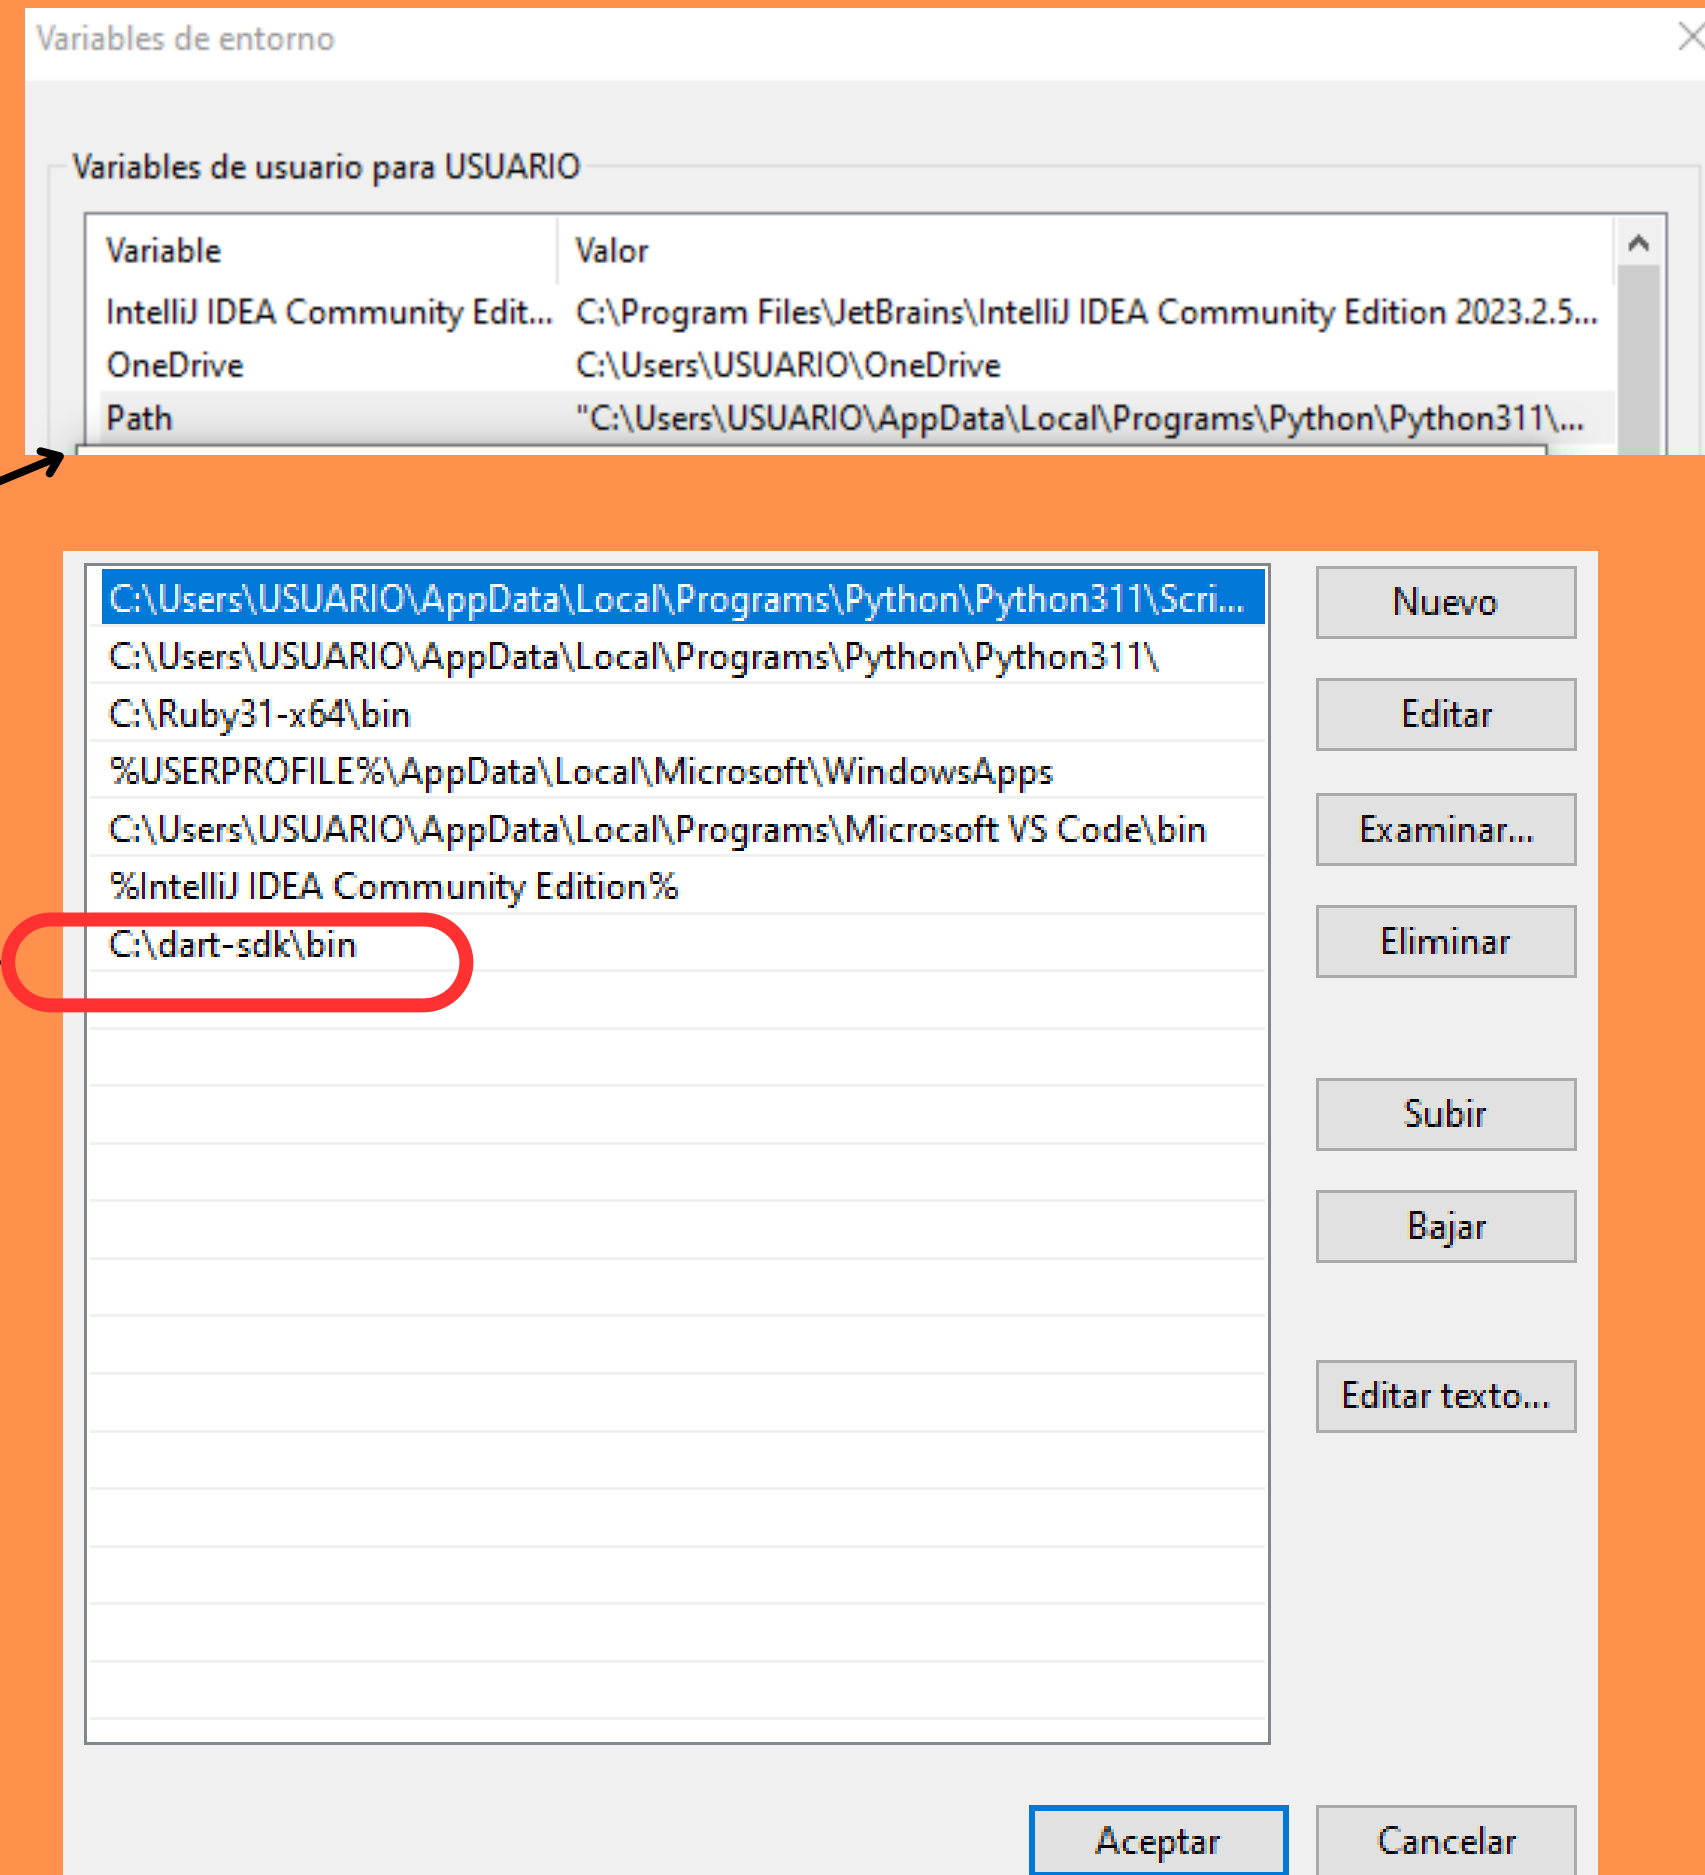 Variables de entorno
Variables de usuario para USUARIO
Variable Valor
IntelliJ IDEA Community Edit... C:\Program Files\JetBrains\IntelliJ IDEA Community Edition 2023.2.5...
OneDrive C:\Users\USUARIO\OneDrive
Path "C:\Users\USUARIO\AppData\Local\Programs\Python\Python311\...
C:\Users\USUARIO\AppData\Local\Programs\Python\Python311\Scri...
C:\Users\USUARIO\AppData\Local\Programs\Python\Python311\
C:\Ruby31-x64\bin
%USERPROFILE%\AppData\Local\Microsoft\WindowsApps
C:\Users\USUARIO\AppData\Local\Programs\Microsoft VS Code\bin
%IntelliJ IDEA Community Edition%
C:\dart-sdk\bin
Nuevo
Editar
Examinar...
Eliminar
Subir
Bajar
Editar texto...
Aceptar
Cancelar